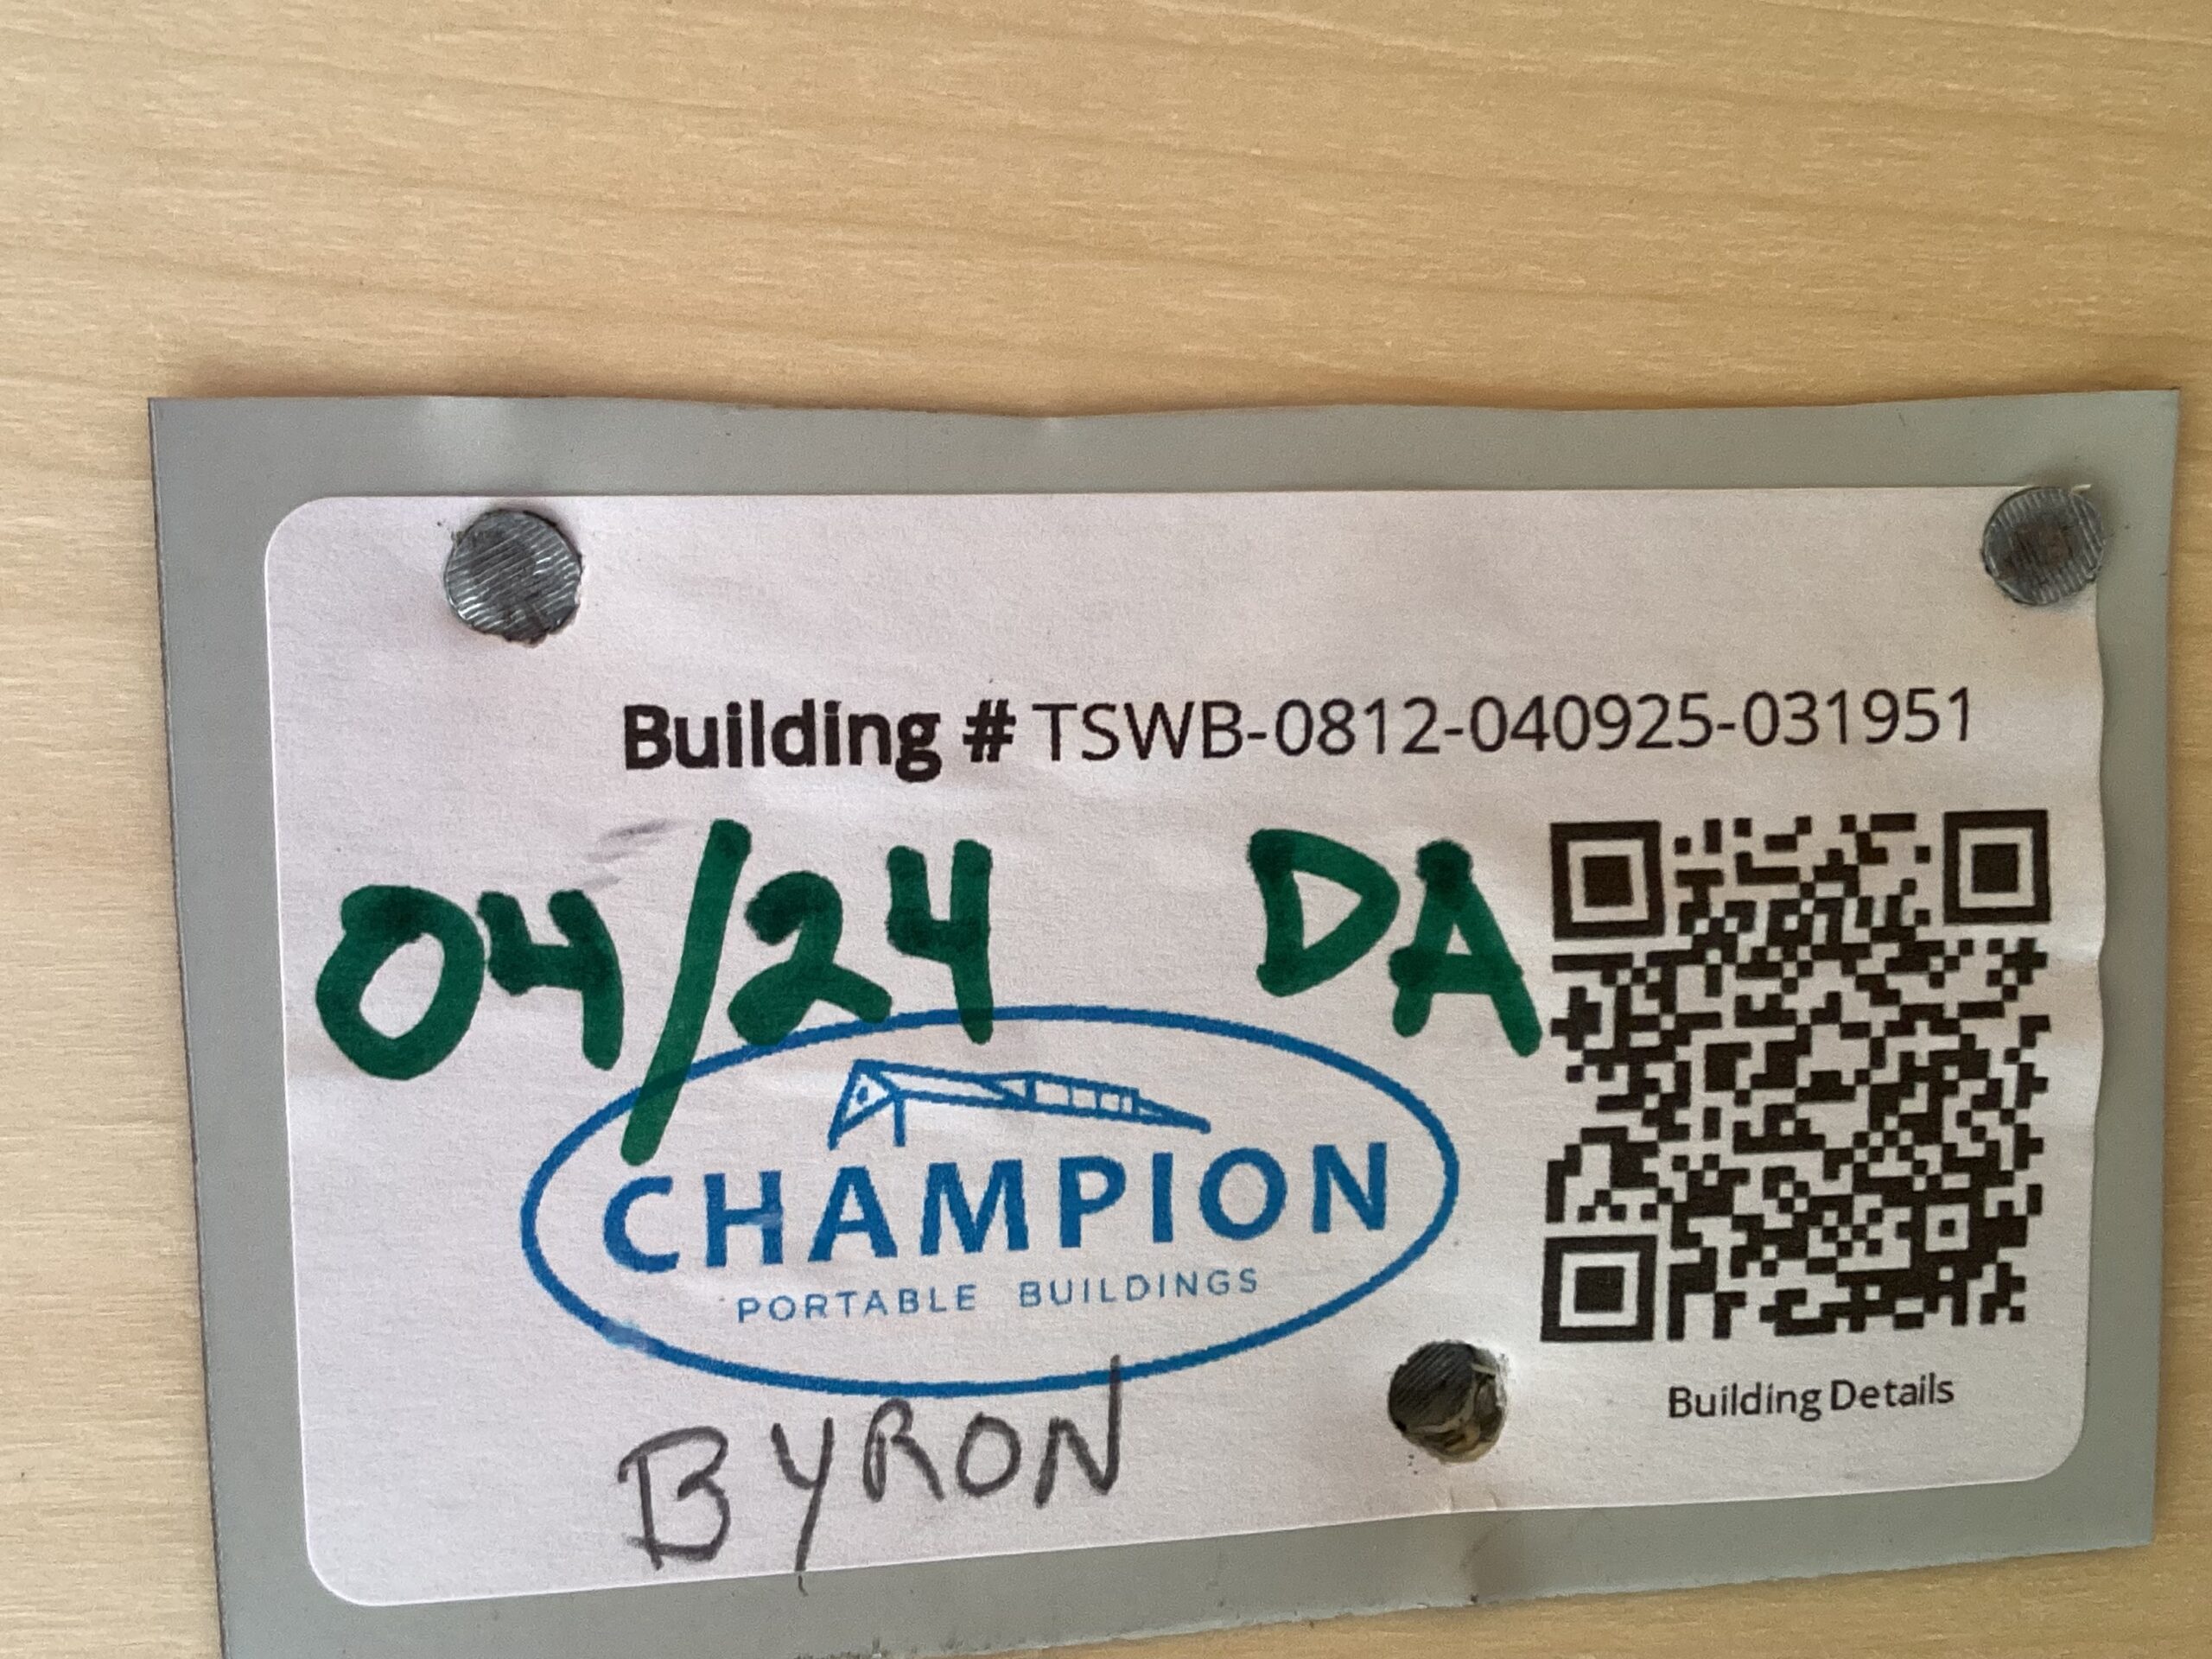 Building # TSWB-0812-040925-031951
04/24 DA
CHAMPION
PORTABLE BUILDINGS
Building Details
BYRON